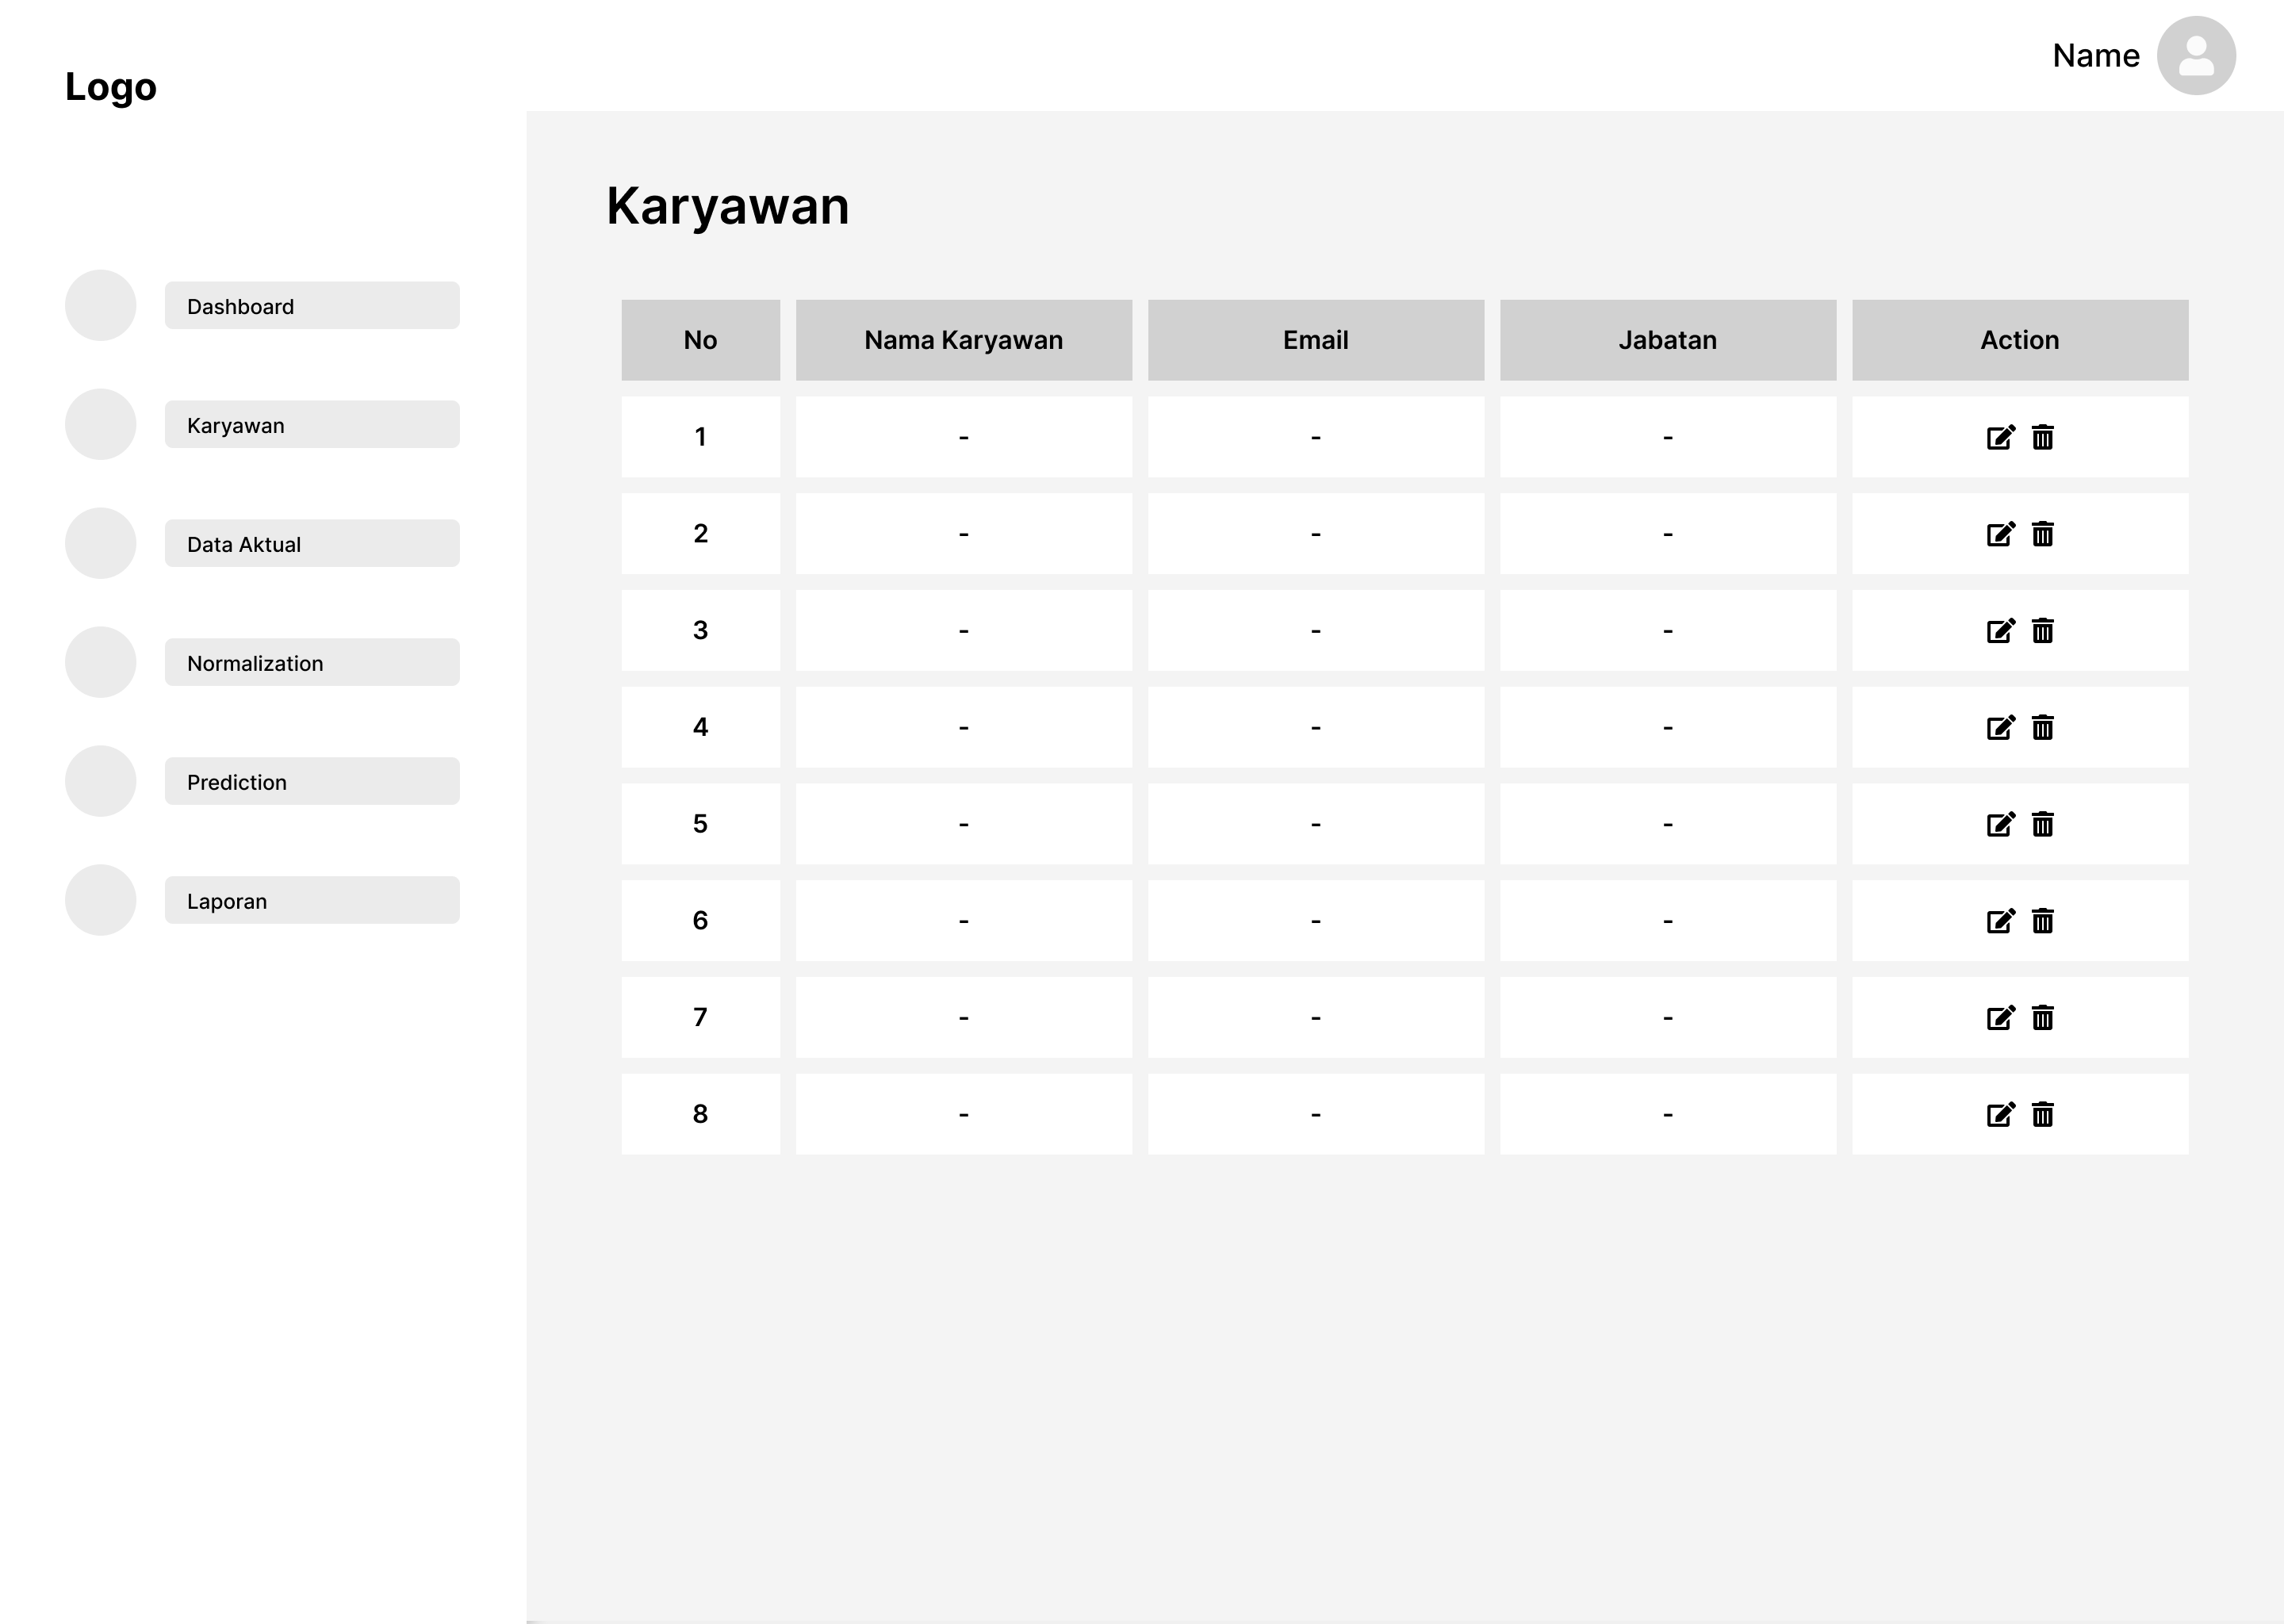 Logo
Name
Dashboard
Karyawan
Data Aktual
Normalization
Prediction
Laporan
Karyawan
No Nama Karyawan Email Jabatan Action
1 - - -
2 - - -
3 - - -
4 - - -
5 - - -
6 - - -
7 - - -
8 - - -